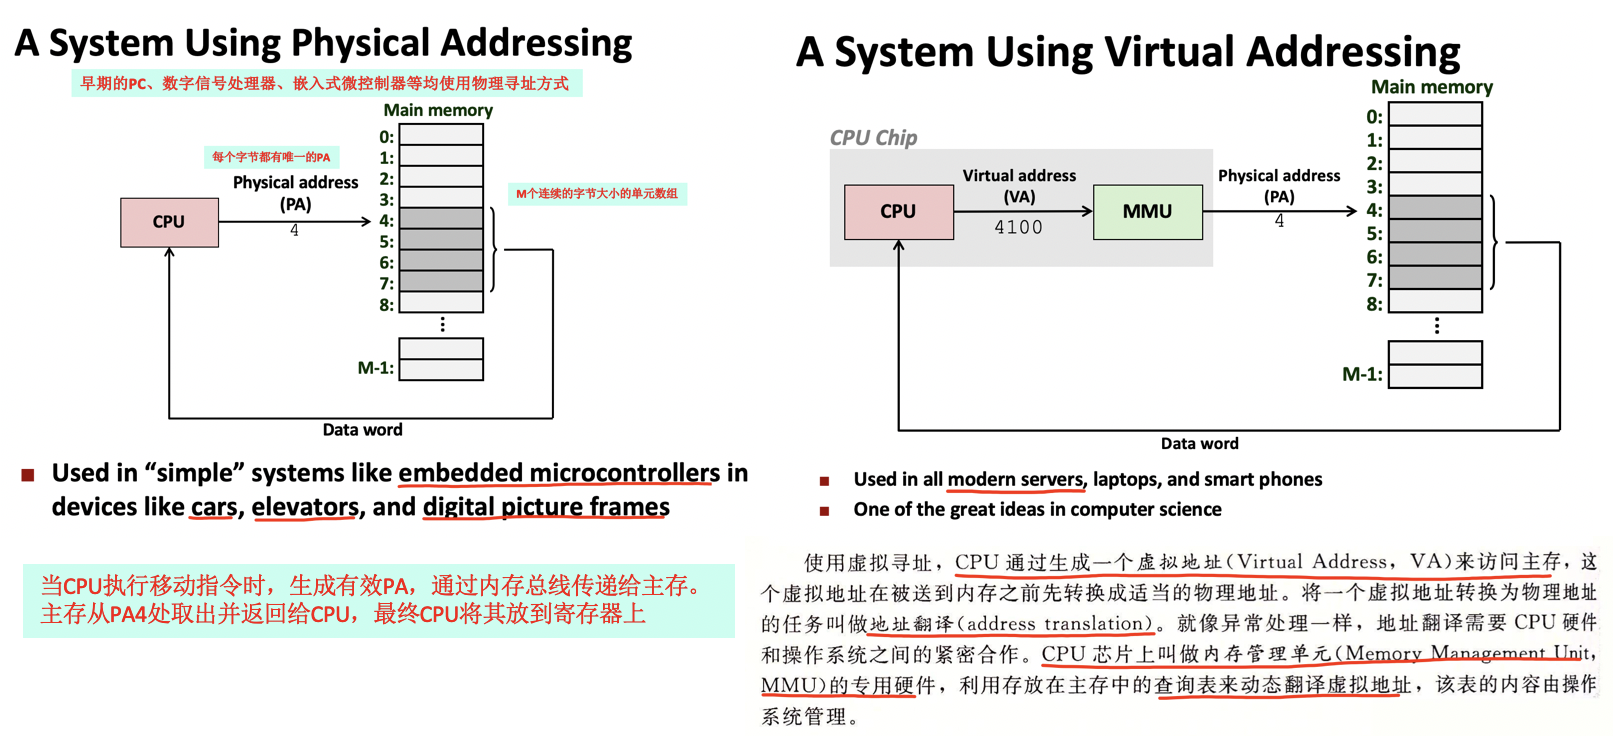 A System Using Physical Addressing
早期的PC、数字信号处理器、嵌入式微控制器等均使用物理寻址方式
Main memory
0:
每个字节都有唯一的PA
1:
Physical address
(PA)
2:
M个连续的字节大小的单元数组
3:
CPU
4
4:
5:
6:
7:
8:
⋮
M-1:
Data word
■ Used in “simple” systems like embedded microcontrollers in
devices like cars, elevators, and digital picture frames
当CPU执行移动指令时，生成有效PA，通过内存总线传递给主存。
主存从PA4处取出并返回给CPU，最终CPU将其放到寄存器上
A System Using Virtual Addressing
Main memory
0:
CPU Chip
1:
2:
Virtual address
(VA)
Physical address
(PA)
3:
CPU
4100
MMU
4
4:
5:
6:
7:
8:
⋮
M-1:
Data word
■ Used in all modern servers, laptops, and smart phones
■ One of the great ideas in computer science
使用虚拟寻址，CPU 通过生成一个虚拟地址(Virtual Address，VA)来访问主存，这
个虚拟地址在被送到内存之前先转换成适当的物理地址。将一个虚拟地址转换为物理地址
的任务叫做地址翻译(address translation)。就像异常处理一样，地址翻译需要 CPU 硬件
和操作系统之间的紧密合作。CPU 芯片上叫做内存管理单元(Memory Management Unit，
MMU)的专用硬件，利用存放在主存中的查询表来动态翻译虚拟地址，该表的内容由操作
系统管理。